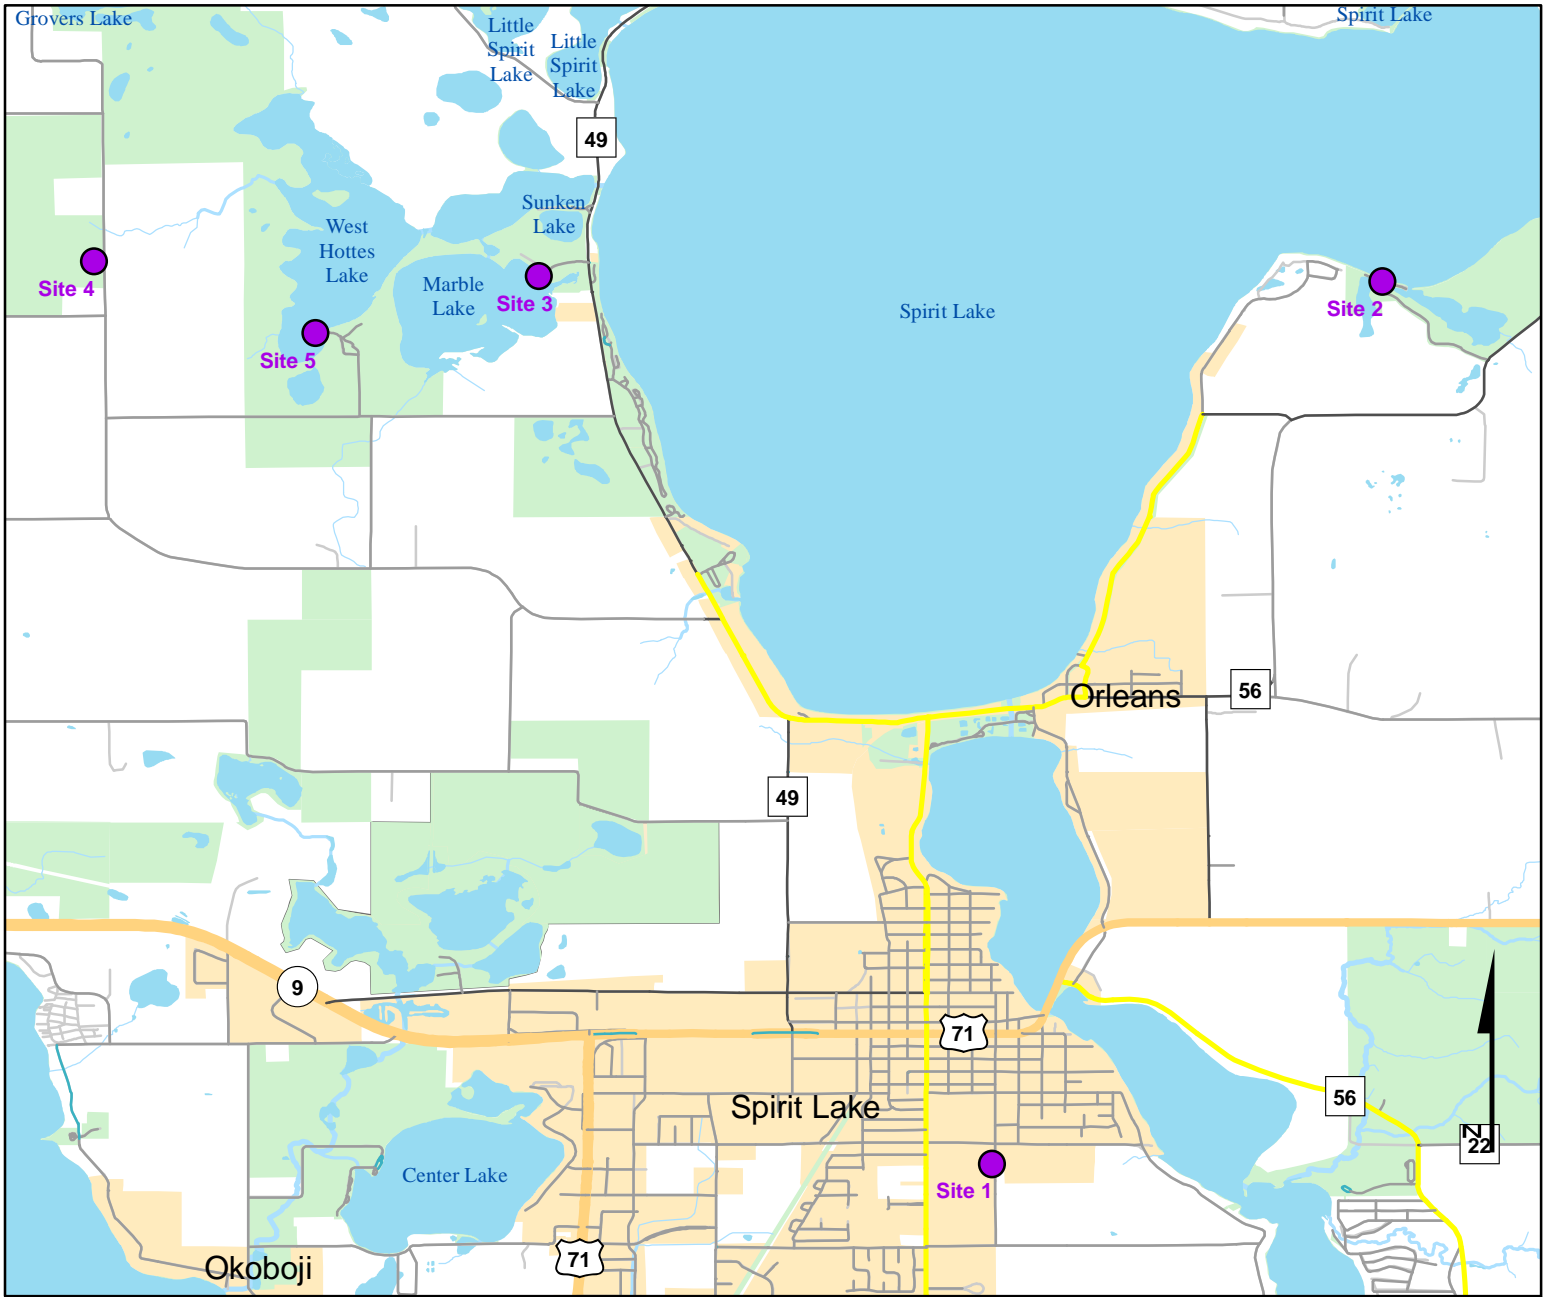 Grovers Lake
Little
Spirit
Lake
Little
Spirit
Lake
Spirit Lake
49
Sunken
Lake
West
Hottes
Lake
Marble
Lake
Site 4
Site 3
Site 5
Spirit Lake
Site 2
Orleans
56
49
9
71
Spirit Lake
56
N
22
Center Lake
Site 1
71
Okoboji